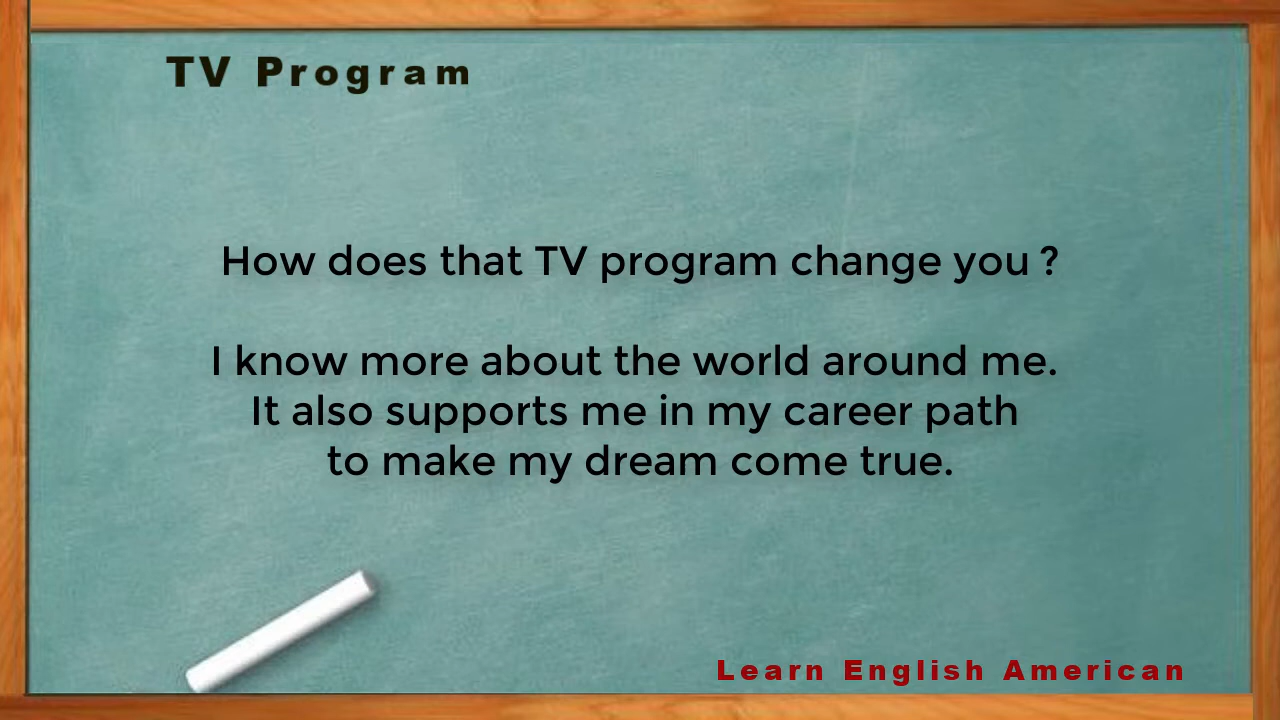 TV Program
How does that TV program change you ?
I know more about the world around me.
It also supports me in my career path
to make my dream come true.
Learn English American